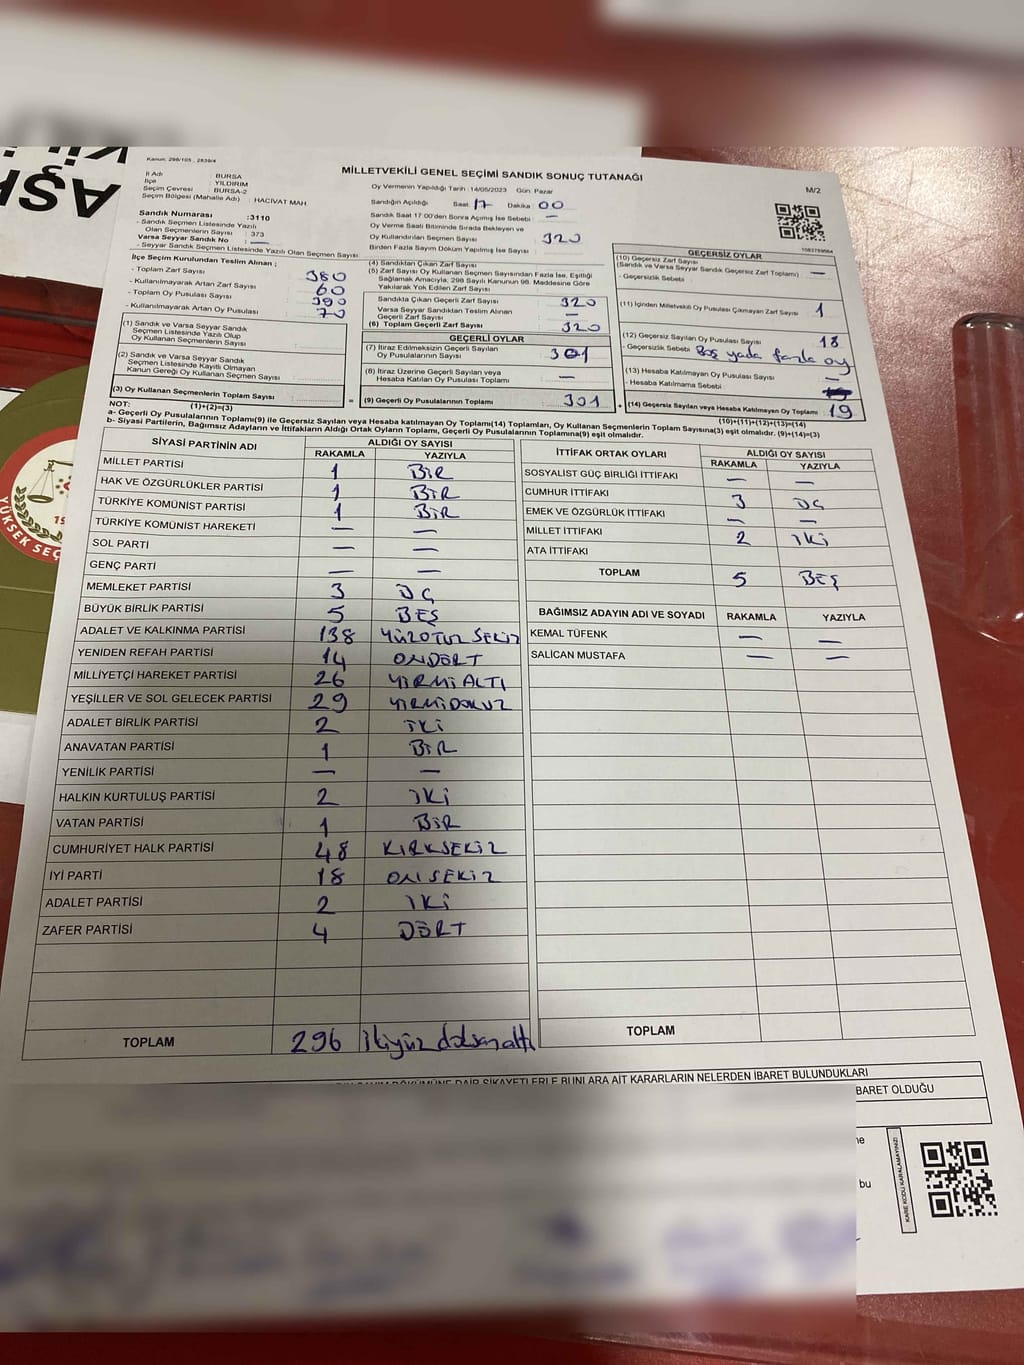 AŞK
Kanun: 298/105 , 2839/4
MİLLETVEKİLİ GENEL SEÇİMİ SANDIK SONUÇ TUTANAĞI
M/2
İl Adı : BURSA
İlçe : YILDIRIM
Seçim Çevresi : BURSA-2
Seçim Bölgesi (Mahalle Adı) : HACİVAT MAH
Sandık Numarası :3110
- Sandık Seçmen Listesinde Yazılı
Olan Seçmenlerin Sayısı : 373
Varsa Seyyar Sandık No : —
- Seyyar Sandık Seçmen Listesinde Yazılı Olan Seçmen Sayısı
Oy Vermenin Yapıldığı Tarih :14/05/2023 Gün: Pazar
Sandığın Açıldığı Saat 17 Dakika 00
Sandık Saat 17:00'den Sonra Açılmış İse Sebebi : —
Oy Verme Saati Bitiminde Sırada Bekleyen ve
Oy Kullandırılan Seçmen Sayısı : 320
Birden Fazla Sayım Döküm Yapılmış İse Sayısı :
1082789064
İlçe Seçim Kurulundan Teslim Alınan ;
- Toplam Zarf Sayısı : 380
- Kullanılmayarak Artan Zarf Sayısı : 60
- Toplam Oy Pusulası Sayısı : 390
- Kullanılmayarak Artan Oy Pusulası : 70
(1) Sandık ve Varsa Seyyar Sandık
Seçmen Listesinde Yazılı Olup
Oy Kullanan Seçmenlerin Sayısı :
(2) Sandık ve Varsa Seyyar Sandık
Seçmen Listesinde Kayıtlı Olmayan
Kanun Gereği Oy Kullanan Seçmen Sayısı :
(3) Oy Kullanan Seçmenlerin Toplam Sayısı :
(4) Sandıktan Çıkan Zarf Sayısı :
(5) Zarf Sayısı Oy Kullanan Seçmen Sayısından Fazla İse, Eşitliği
Sağlamak Amacıyla; 298 Sayılı Kanunun 98. Maddesine Göre
Yakılarak Yok Edilen Zarf Sayısı :
Sandıkta Çıkan Geçerli Zarf Sayısı : 320
Varsa Seyyar Sandıktan Teslim Alınan
Geçerli Zarf Sayısı : —
(6) Toplam Geçerli Zarf Sayısı : 320
GEÇERLİ OYLAR
(7) İtiraz Edilmeksizin Geçerli Sayılan
Oy Pusulalarının Sayısı : 301
(8) İtiraz Üzerine Geçerli Sayılan veya
Hesaba Katılan Oy Pusulası Toplamı : —
= (9) Geçerli Oy Pusulalarının Toplamı : 301 +
GEÇERSİZ OYLAR
(10) Geçersiz Zarf Sayısı
(Sandık ve Varsa Seyyar Sandık Geçersiz Zarf Toplamı) : —
- Geçersizlik Sebebi :
(11) İçinden Milletvekili Oy Pusulası Çıkmayan Zarf Sayısı : 1
(12) Geçersiz Sayılan Oy Pusulası Sayısı : 18
- Geçersizlik Sebebi : Boş yada fazla oy
(13) Hesaba Katılmayan Oy Pusulası Sayısı : —
- Hesaba Katılmama Sebebi :
(14) Geçersiz Sayılan veya Hesaba Katılmayan Oy Toplamı : 19
NOT: (1)+(2)=(3)
(10)+(11)+(12)+(13)=(14)
a- Geçerli Oy Pusulalarının Toplamı(9) ile Geçersiz Sayılan veya Hesaba katılmayan Oy Toplamı(14) Toplamları, Oy Kullanan Seçmenlerin Toplam Sayısına(3) eşit olmalıdır. (9)+(14)=(3)
b- Siyasi Partilerin, Bağımsız Adayların ve İttifakların Aldığı Ortak Oyların Toplamı, Geçerli Oy Pusulalarının Toplamına(9) eşit olmalıdır.
SİYASİ PARTİNİN ADI ALDIĞI OY SAYISI
RAKAMLA YAZIYLA
MİLLET PARTİSİ 1 BİR
HAK VE ÖZGÜRLÜKLER PARTİSİ 1 BİR
TÜRKİYE KOMÜNİST PARTİSİ 1 BİR
TÜRKİYE KOMÜNİST HAREKETİ — —
SOL PARTİ — —
GENÇ PARTİ — —
MEMLEKET PARTİSİ 3 ÜÇ
BÜYÜK BİRLİK PARTİSİ 5 BEŞ
ADALET VE KALKINMA PARTİSİ 138 YÜZOTUZ SEKİZ
YENİDEN REFAH PARTİSİ 14 ONDÖRT
MİLLİYETÇİ HAREKET PARTİSİ 26 YİRMİALTI
YEŞİLLER VE SOL GELECEK PARTİSİ 29 YİRMİDOKUZ
ADALET BİRLİK PARTİSİ 2 İKİ
ANAVATAN PARTİSİ 1 BİR
YENİLİK PARTİSİ — —
HALKIN KURTULUŞ PARTİSİ 2 İKİ
VATAN PARTİSİ 1 BİR
CUMHURİYET HALK PARTİSİ 48 KIRKSEKİZ
İYİ PARTİ 18 ONSEKİZ
ADALET PARTİSİ 2 İKİ
ZAFER PARTİSİ 4 DÖRT
TOPLAM 296 ikiyüz doksan altı
İTTİFAK ORTAK OYLARI ALDIĞI OY SAYISI
RAKAMLA YAZIYLA
SOSYALİST GÜÇ BİRLİĞİ İTTİFAKI — —
CUMHUR İTTİFAKI 3 ÜÇ
EMEK VE ÖZGÜRLÜK İTTİFAKI — —
MİLLET İTTİFAKI 2 İKİ
ATA İTTİFAKI
TOPLAM 5 BEŞ
BAĞIMSIZ ADAYIN ADI VE SOYADI RAKAMLA YAZIYLA
KEMAL TÜFENK — —
SALİCAN MUSTAFA — —
TOPLAM
DÖKÜMÜNE DAİR ŞİKAYETLERLE BUNLARA AİT KARARLARIN NELERDEN İBARET BULUNDUKLARI
BARET OLDUĞU
bu
KARE KODU KARALAMAYINIZ!
YÜKSEK SEÇ